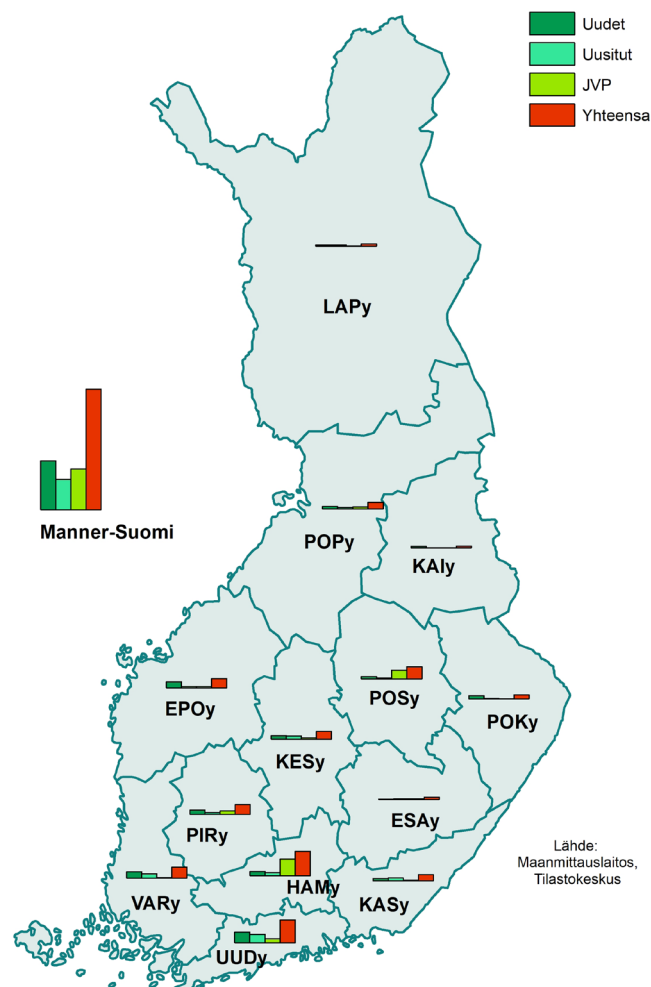 Uudet
Uusitut
JVP
Yhteensa
LAPy
Manner-Suomi
POPy
KAIy
EPOy
POSy
POKy
KESy
PIRy
ESAy
Lähde:
Maanmittauslaitos,
Tilastokeskus
HAMy
VARy
KASy
UUDy